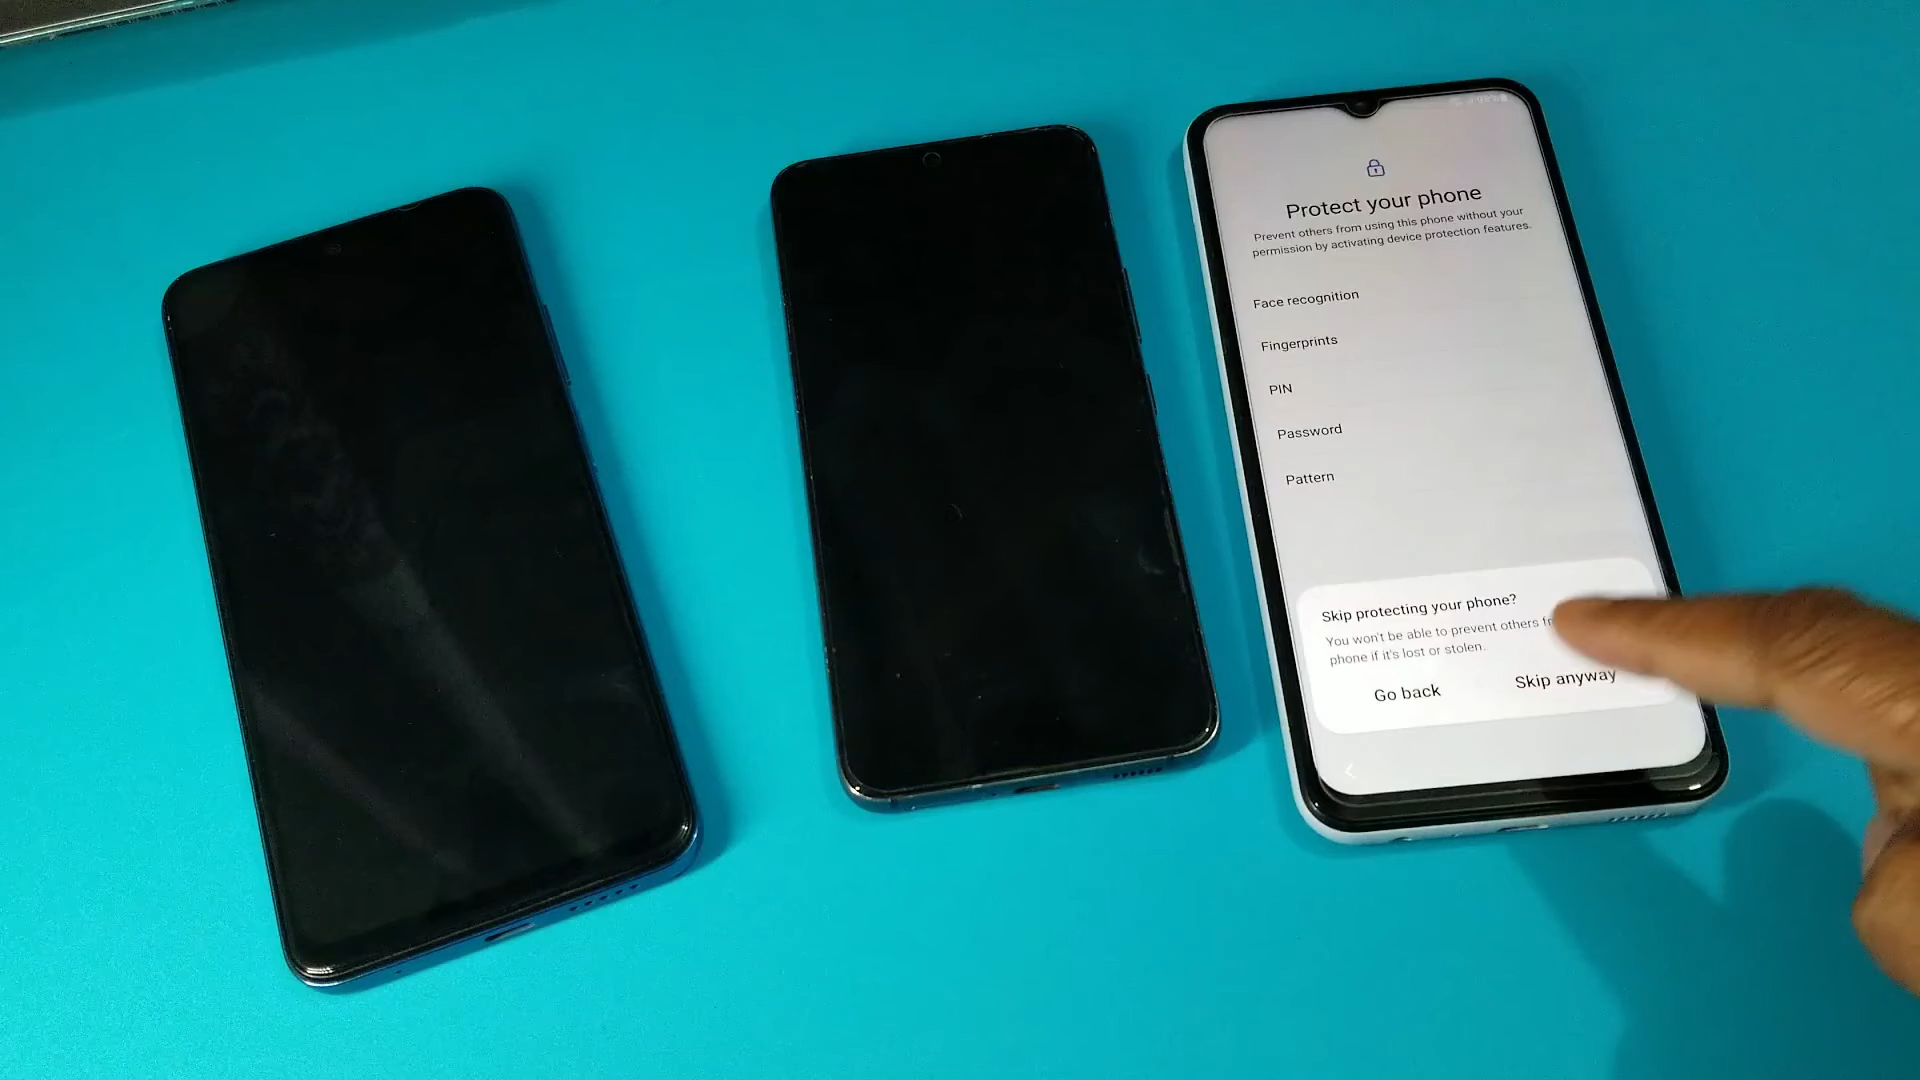 Protect your phone
Prevent others from using this phone without your
permission by activating device protection features.
Face recognition
Fingerprints
PIN
Password
Pattern
Skip protecting your phone?
You won't be able to prevent others
phone if it's lost or stolen.
Go back Skip anyway